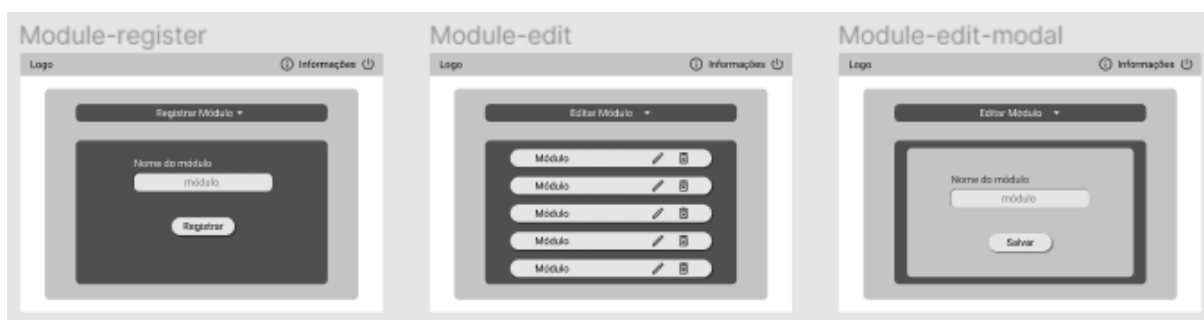 Module-register
Logo
Informações
Registrar Módulo
Nome do módulo
módulo
Registrar
Module-edit
Logo
Informações
Editar Módulo
Módulo
Módulo
Módulo
Módulo
Módulo
Module-edit-modal
Logo
Informações
Editar Módulo
Nome do módulo
módulo
Salvar